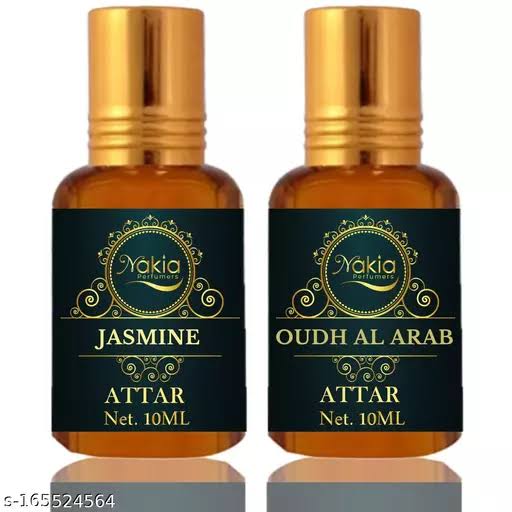 Nakia
Perfumers
JASMINE
ATTAR
Net. 10ML
Nakia
Perfumers
OUDH AL ARAB
ATTAR
Net. 10ML
s-165524564